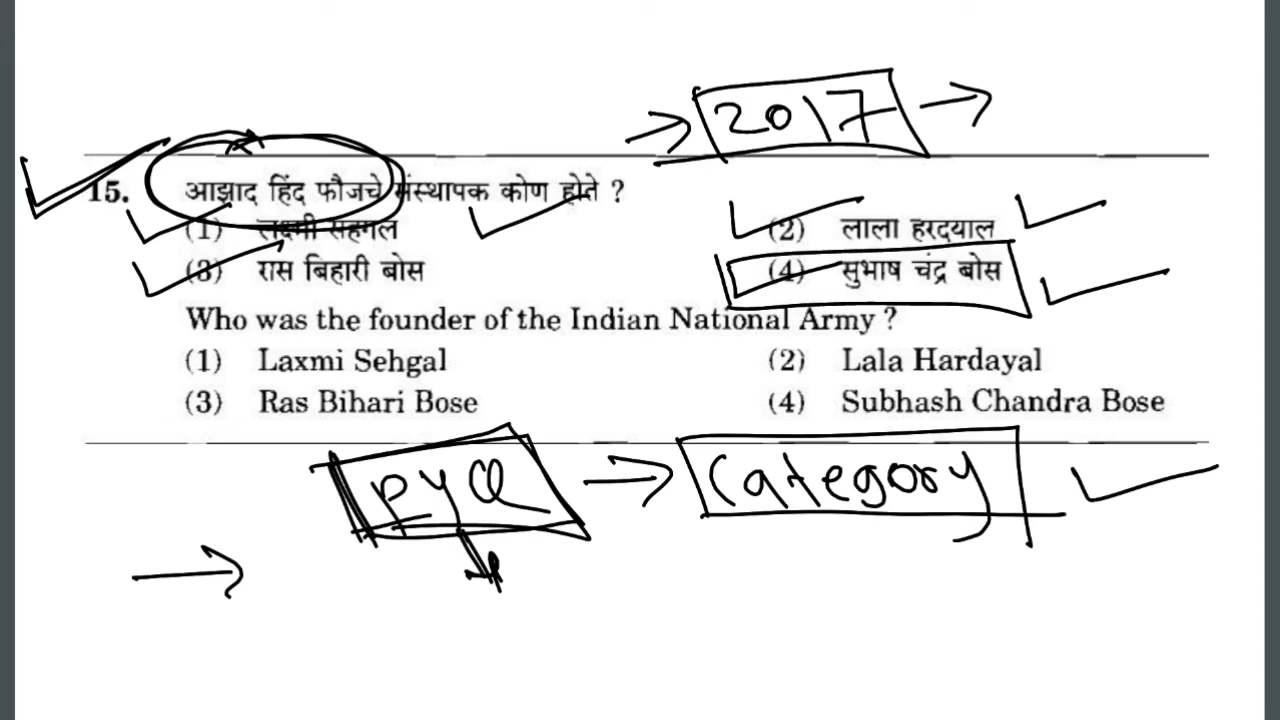 2017
15. आझाद हिंद फौजचे संस्थापक कोण होते ?
(1) लक्ष्मी सहगल (2) लाला हरदयाल
(3) रास बिहारी बोस (4) सुभाष चंद्र बोस
Who was the founder of the Indian National Army ?
(1) Laxmi Sehgal (2) Lala Hardayal
(3) Ras Bihari Bose (4) Subhash Chandra Bose
PYQ → Category